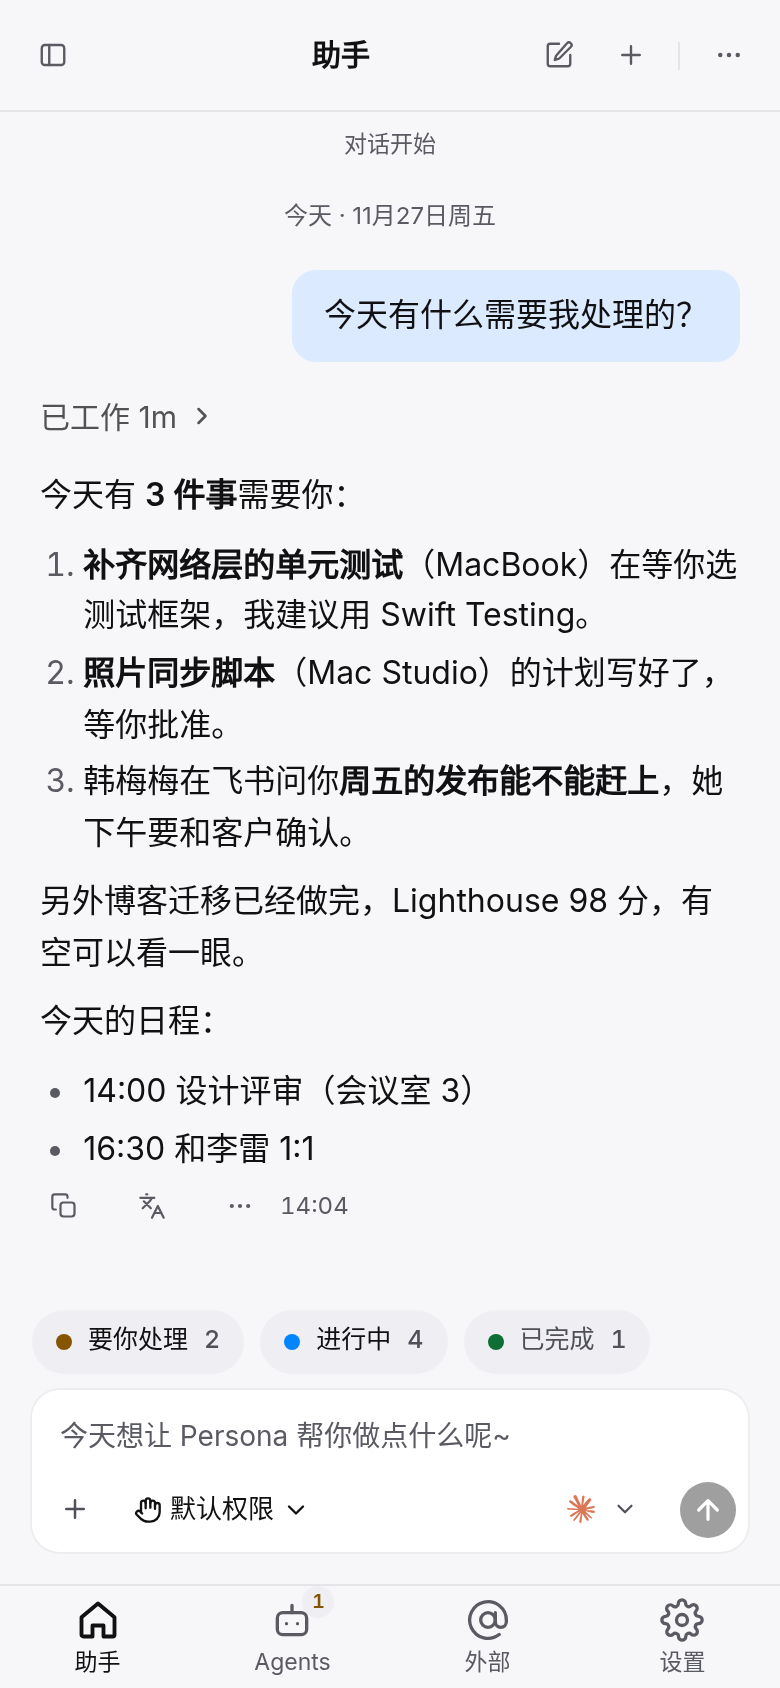 助手
对话开始
今天 · 11月27日周五
今天有什么需要我处理的？
已工作 1m
今天有 3 件事需要你：
1. 补齐网络层的单元测试（MacBook）在等你选
测试框架，我建议用 Swift Testing。
2. 照片同步脚本（Mac Studio）的计划写好了，
等你批准。
3. 韩梅梅在飞书问你周五的发布能不能赶上，她
下午要和客户确认。
另外博客迁移已经做完，Lighthouse 98 分，有
空可以看一眼。
今天的日程：
• 14:00 设计评审（会议室 3）
• 16:30 和李雷 1:1
14:04
要你处理 2 进行中 4 已完成 1
今天想让 Persona 帮你做点什么呢~
默认权限
1
助手 Agents 外部 设置